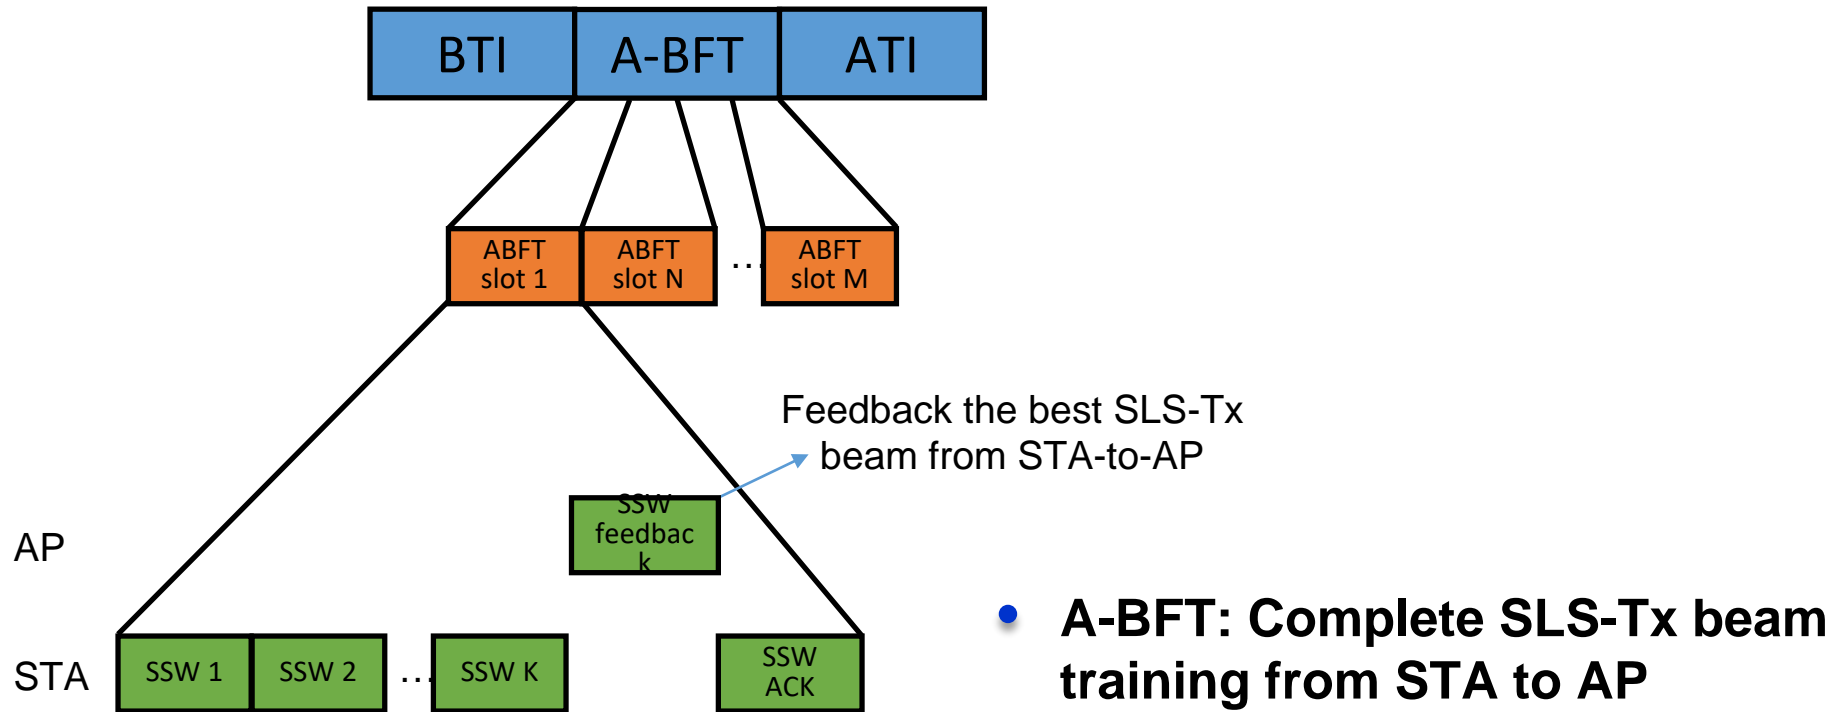 BTI
A-BFT
ATI
ABFT
slot 1
ABFT
slot N
…
ABFT
slot M
Feedback the best SLS-Tx
beam from STA-to-AP
AP
SSW
feedbac
k
STA
SSW 1
SSW 2
…
SSW K
SSW
ACK
• A-BFT: Complete SLS-Tx beam
training from STA to AP